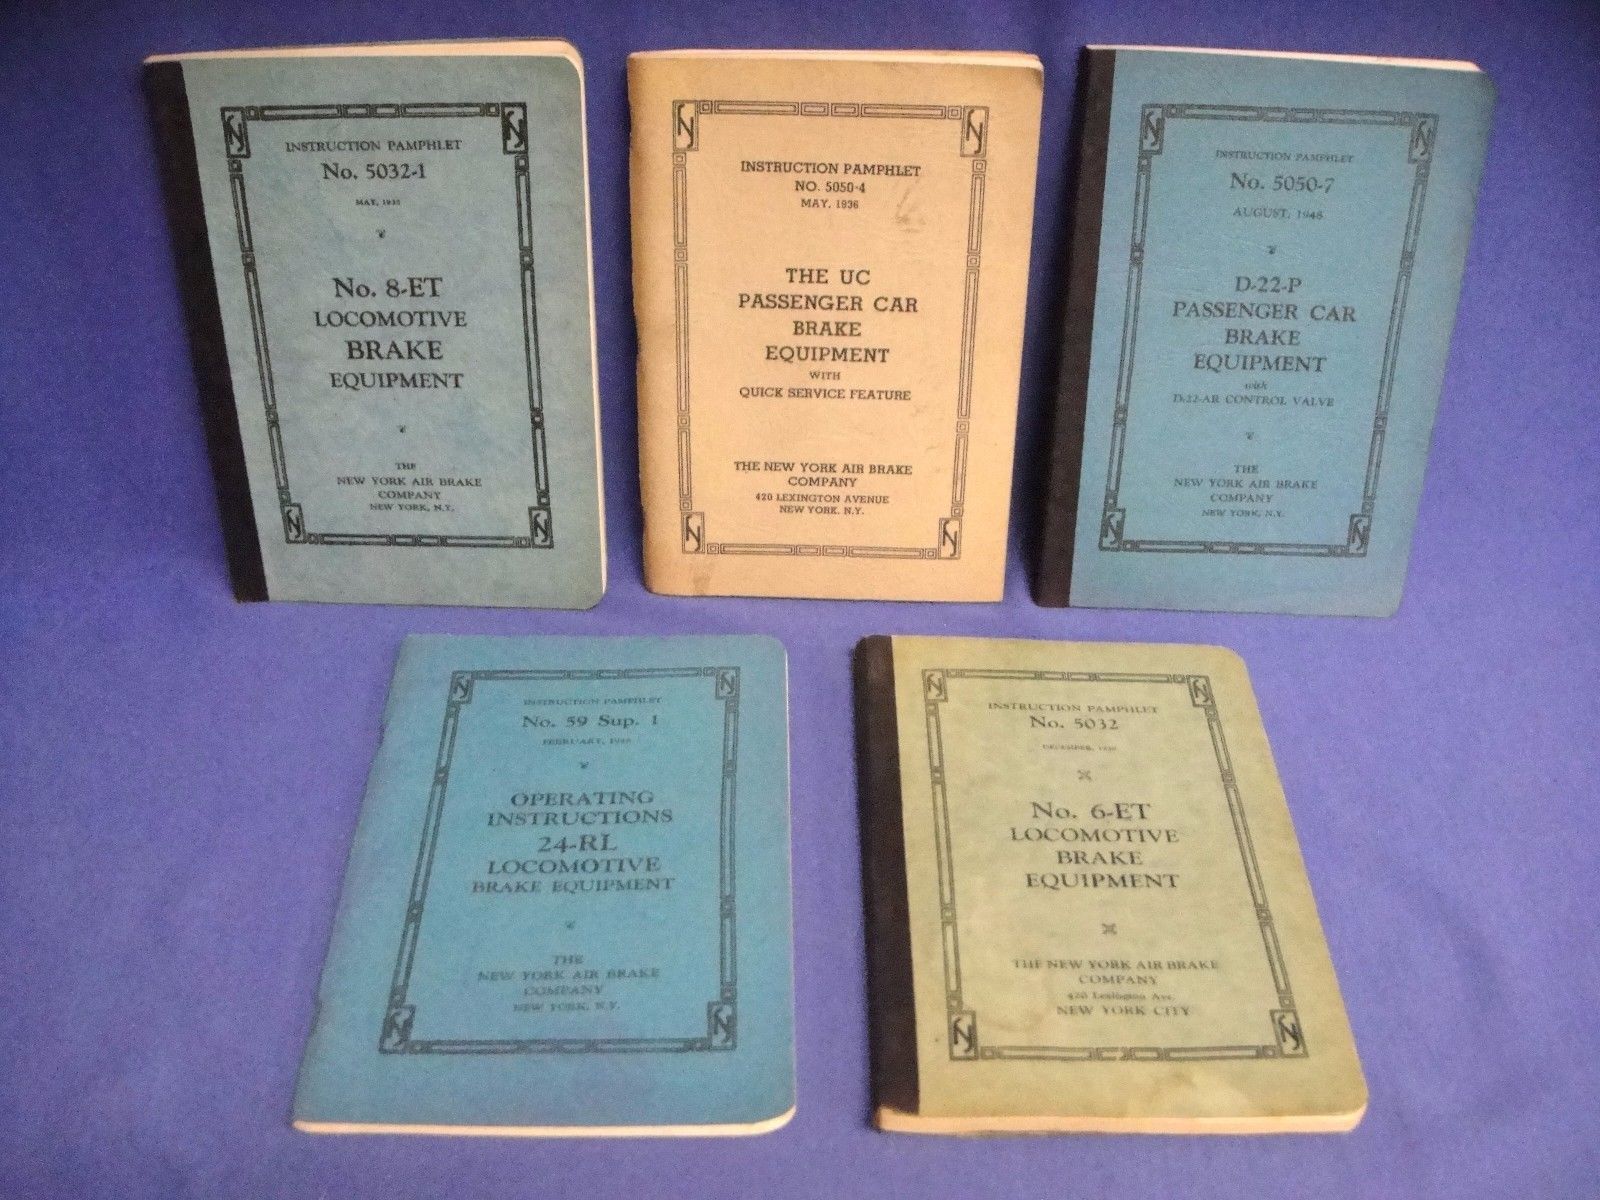 INSTRUCTION PAMPHLET
No. 5032-1
MAY,
No. 8-ET
LOCOMOTIVE
BRAKE
EQUIPMENT
THE
NEW YORK AIR BRAKE
COMPANY
NEW YORK, N.Y.
INSTRUCTION PAMPHLET
NO. 5050-4
MAY, 1936
THE UC
PASSENGER CAR
BRAKE
EQUIPMENT
WITH
QUICK SERVICE FEATURE
THE NEW YORK AIR BRAKE
COMPANY
420 LEXINGTON AVENUE
NEW YORK. N.Y.
INSTRUCTION PAMPHLET
No. 5050-7
AUGUST,
D-22-P
PASSENGER CAR
BRAKE
EQUIPMENT
with
D-22-AR CONTROL VALVE
THE
NEW YORK AIR BRAKE
COMPANY
NEW YORK, N.Y.
INSTRUCTION PAMPHLET
No. 59 Sup. 1
FEBRUARY,
OPERATING
INSTRUCTIONS
24-RL
LOCOMOTIVE
BRAKE EQUIPMENT
THE
NEW YORK AIR BRAKE
COMPANY
NEW YORK, N.Y.
INSTRUCTION PAMPHLET
No. 5032
DECEMBER,
No. 6-ET
LOCOMOTIVE
BRAKE
EQUIPMENT
THE NEW YORK AIR BRAKE
COMPANY
420 Lexington Ave.
NEW YORK CITY